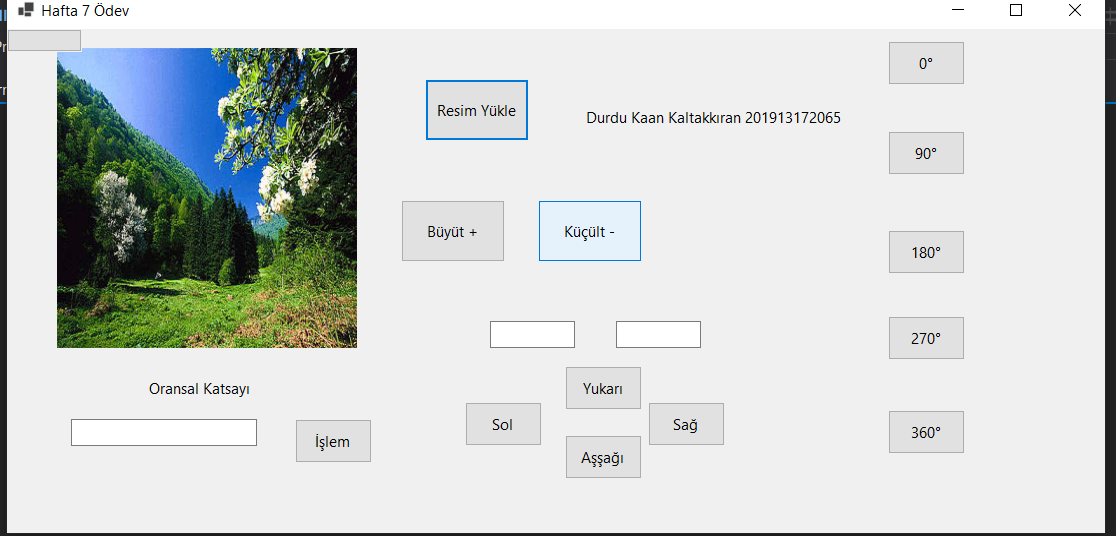 Hafta 7 Ödev
0°
Resim Yükle
Durdu Kaan Kaltakkıran 201913172065
90°
Büyüt +
Küçült -
180°
270°
Oransal Katsayı
Yukarı
Sol
Sağ
İşlem
Aşşağı
360°